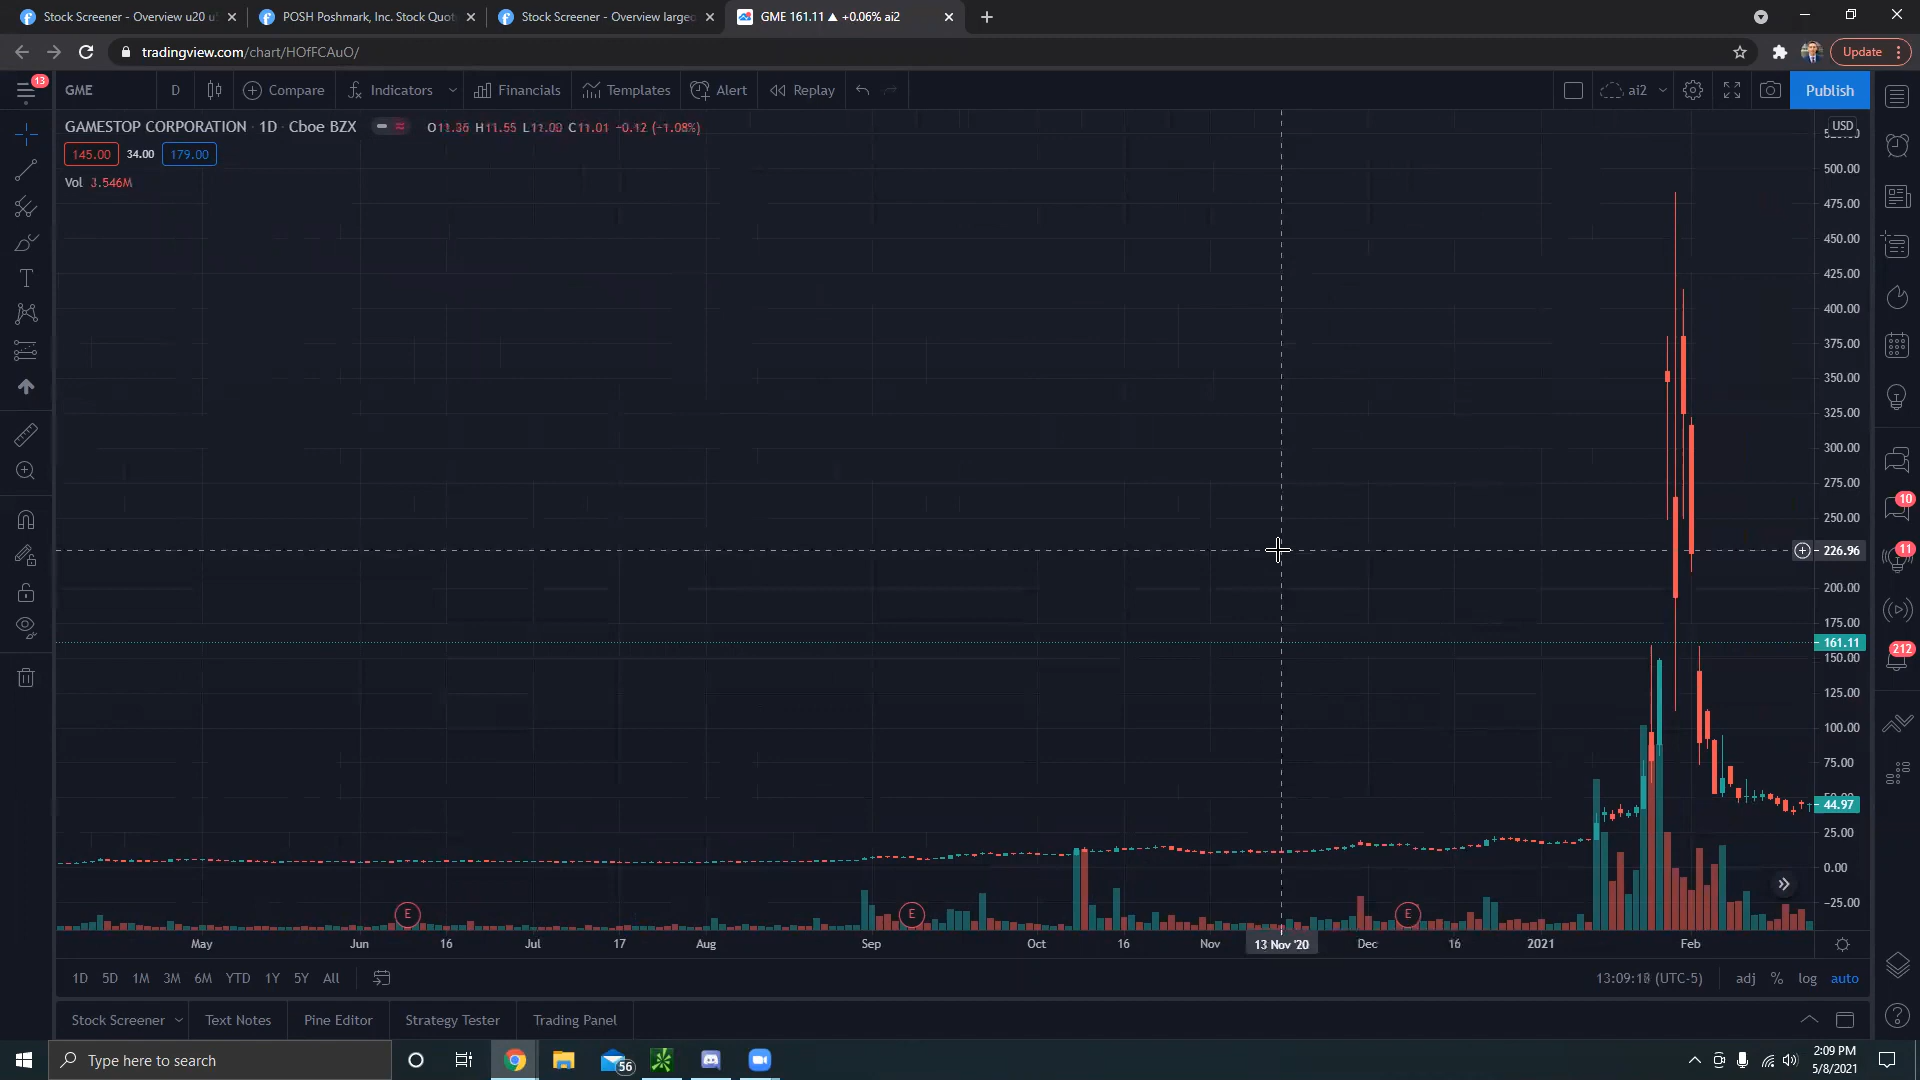 Stock Screener - Overview u20 u
POSH Poshmark, Inc. Stock Quot
Stock Screener - Overview large
GME 161.11 ▲ +0.06% ai2
tradingview.com/chart/HOfFCAuO/
Update
13
GME
D
Compare
Indicators
Financials
Templates
Alert
Replay
ai2
Publish
GAMESTOP CORPORATION · 1D · Cboe BZX
H11.55 C11.01 −0.12 (−1.08%)
USD
145.00
34.00
179.00
Vol 3.546M
500.00
475.00
450.00
425.00
400.00
375.00
350.00
325.00
300.00
275.00
250.00
226.96
200.00
175.00
161.11
150.00
125.00
100.00
75.00
44.97
25.00
0.00
−25.00
10
11
212
E
E
E
May
Jun
16
Jul
17
Aug
Sep
Oct
16
Nov
13 Nov '20
Dec
16
2021
Feb
1D
5D
1M
3M
6M
YTD
1Y
5Y
All
13:09:18 (UTC-5)
adj
%
log
auto
Stock Screener
Text Notes
Pine Editor
Strategy Tester
Trading Panel
Type here to search
56
2:09 PM
5/8/2021